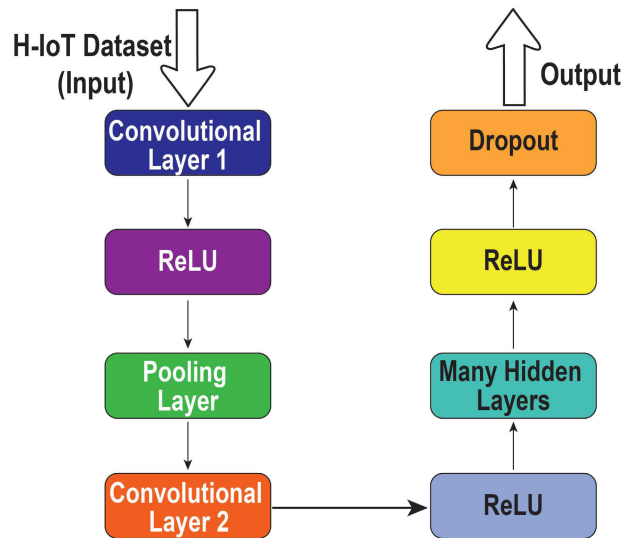 H-IoT Dataset
(Input)
Convolutional
Layer 1
ReLU
Pooling
Layer
Convolutional
Layer 2
ReLU
Many Hidden
Layers
ReLU
Dropout
Output